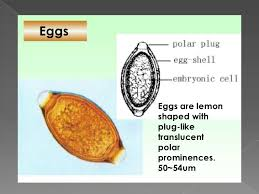 Eggs
polar plug
egg-shell
embryonic cell
Eggs are lemon
shaped with
plug-like
translucent
polar
prominences.
50~54um